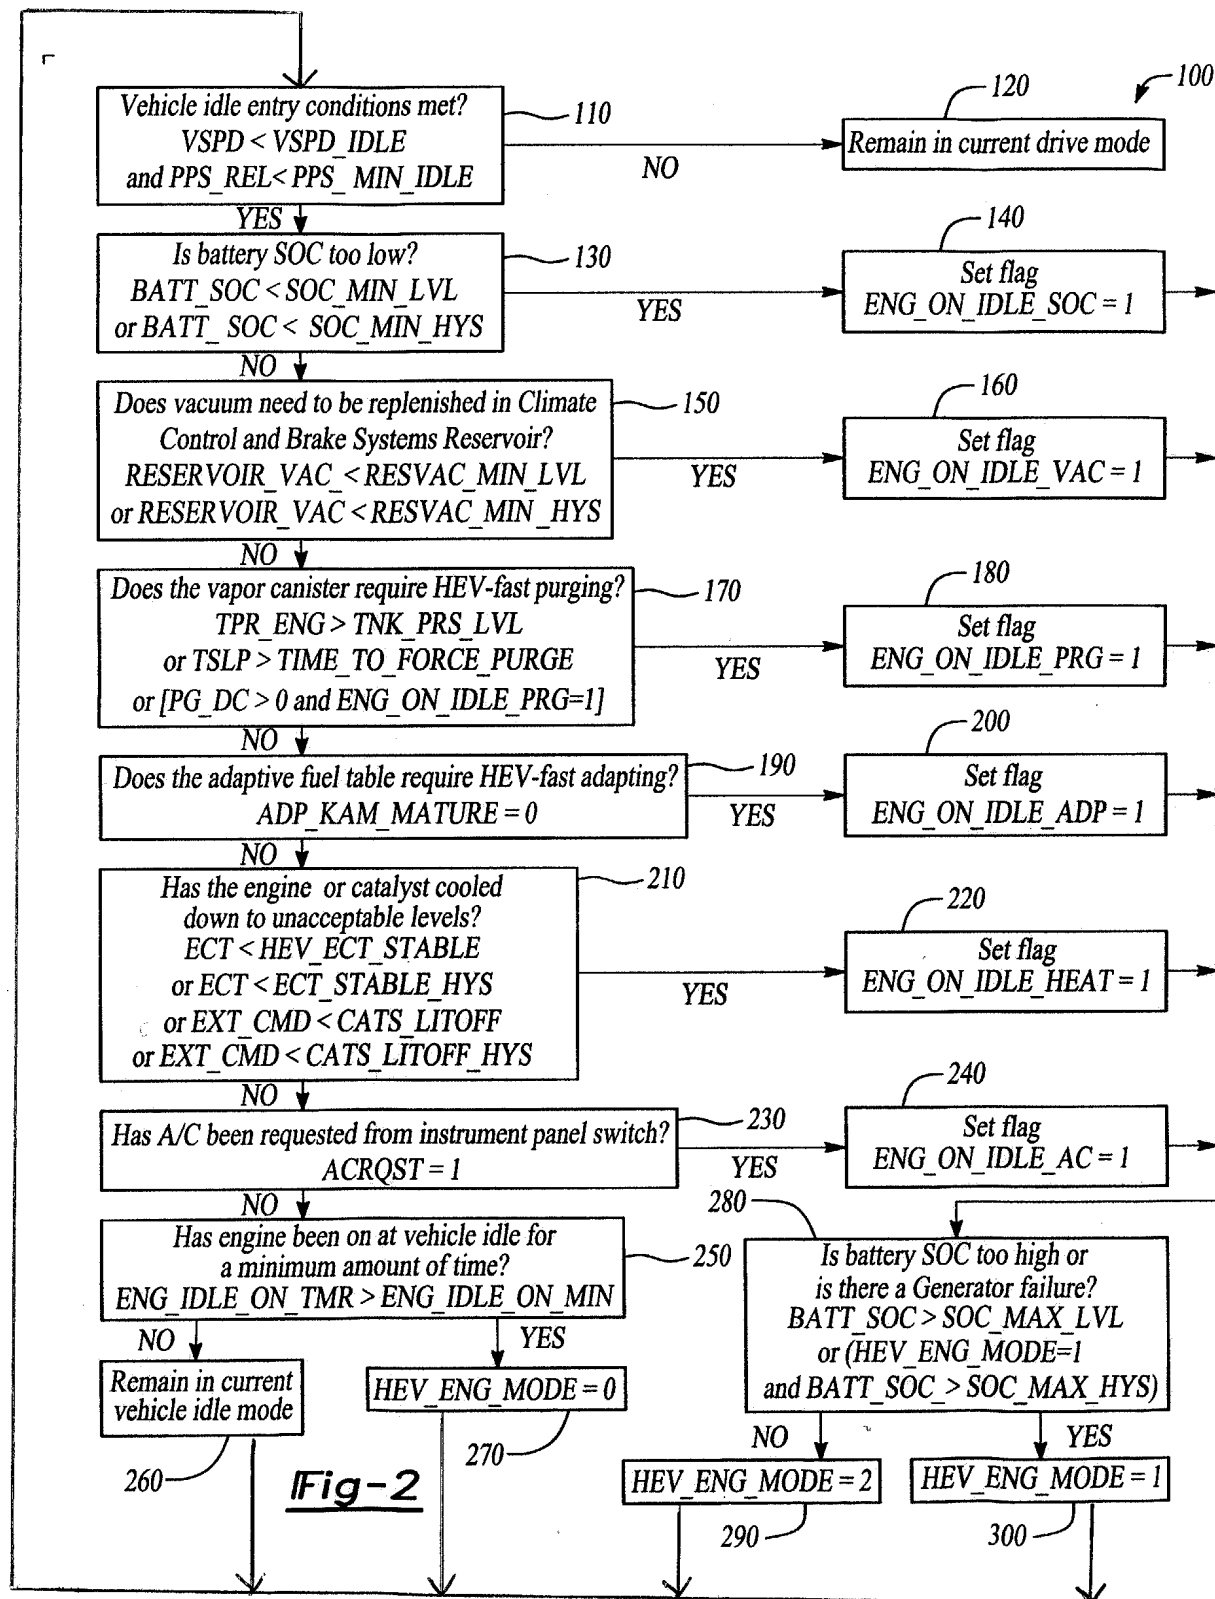 100
Vehicle idle entry conditions met?
VSPD < VSPD_IDLE
and PPS_REL< PPS_ MIN_IDLE
110
NO
120
Remain in current drive mode
YES
Is battery SOC too low?
BATT_SOC < SOC_MIN_LVL
or BATT_ SOC < SOC_MIN_HYS
130
YES
140
Set flag
ENG_ON_IDLE_SOC = 1
NO
Does vacuum need to be replenished in Climate
Control and Brake Systems Reservoir?
RESERVOIR_VAC_< RESVAC_MIN_LVL
or RESERVOIR_VAC < RESVAC_MIN_HYS
150
YES
160
Set flag
ENG_ON_IDLE_VAC = 1
NO
Does the vapor canister require HEV-fast purging?
TPR_ENG > TNK_PRS_LVL
or TSLP > TIME_TO_FORCE_PURGE
or [PG_DC > 0 and ENG_ON_IDLE_PRG=1]
170
YES
180
Set flag
ENG_ON_IDLE_PRG = 1
NO
Does the adaptive fuel table require HEV-fast adapting?
ADP_KAM_MATURE = 0
190
YES
200
Set flag
ENG_ON_IDLE_ADP = 1
NO
Has the engine or catalyst cooled
down to unacceptable levels?
ECT < HEV_ECT_STABLE
or ECT < ECT_STABLE_HYS
or EXT_CMD < CATS_LITOFF
or EXT_CMD < CATS_LITOFF_HYS
210
YES
220
Set flag
ENG_ON_IDLE_HEAT = 1
NO
Has A/C been requested from instrument panel switch?
ACRQST = 1
230
YES
240
Set flag
ENG_ON_IDLE_AC = 1
NO
Has engine been on at vehicle idle for
a minimum amount of time?
ENG_IDLE_ON_TMR > ENG_IDLE_ON_MIN
250
NO
YES
Remain in current
vehicle idle mode
260
HEV_ENG_MODE = 0
270
280
Is battery SOC too high or
is there a Generator failure?
BATT_SOC > SOC_MAX_LVL
or (HEV_ENG_MODE=1
and BATT_SOC_> SOC_MAX_HYS)
NO
YES
HEV_ENG_MODE = 2
290
HEV_ENG_MODE = 1
300
Fig-2